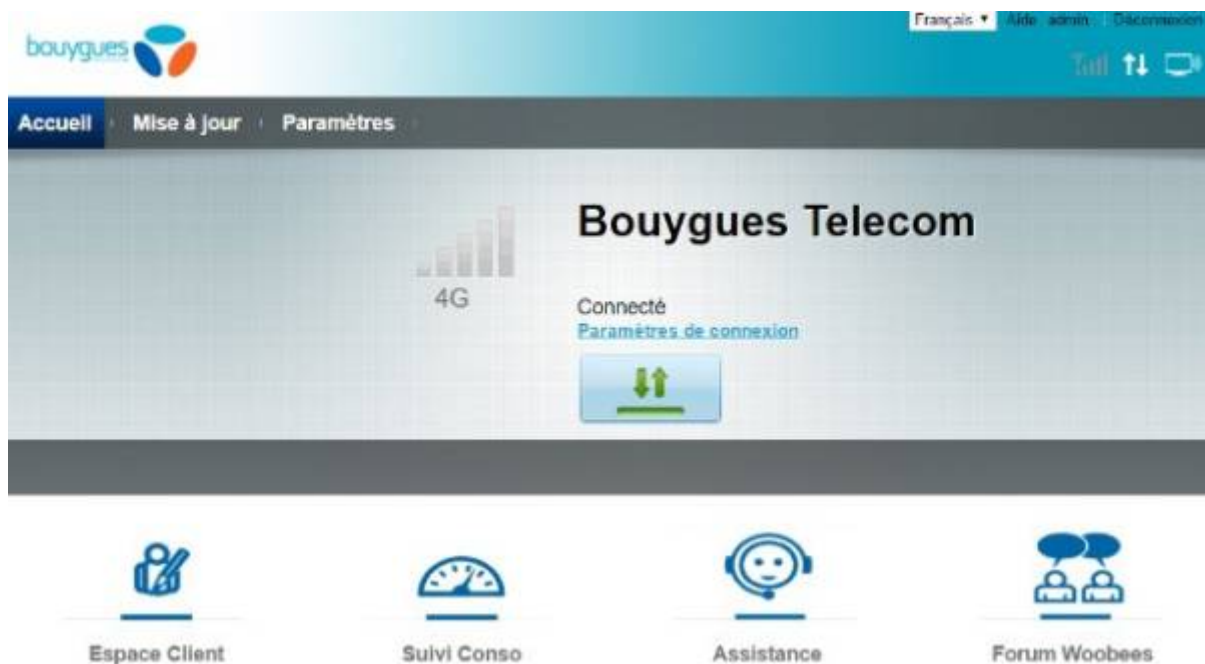 Français Aide admin Déconnexion
bouygues
Accueil Mise à jour Paramètres
Bouygues Telecom
4G
Connecté
Paramètres de connexion
Espace Client Suivi Conso Assistance Forum Woobees